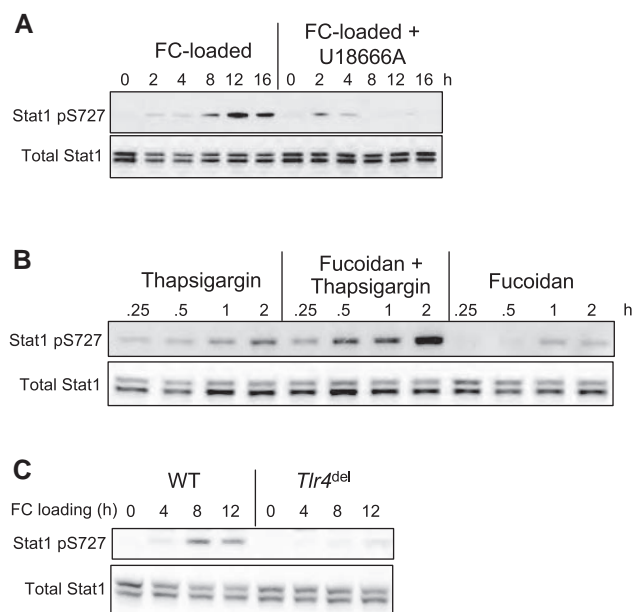 A
FC-loaded
FC-loaded +
U18666A
0 2 4 8 12 16 0 2 4 8 12 16 h
Stat1 pS727
Total Stat1
B
Thapsigargin
Fucoidan +
Thapsigargin
Fucoidan
.25 .5 1 2 .25 .5 1 2 .25 .5 1 2 h
Stat1 pS727
Total Stat1
C
WT Tlr4del
FC loading (h) 0 4 8 12 0 4 8 12
Stat1 pS727
Total Stat1